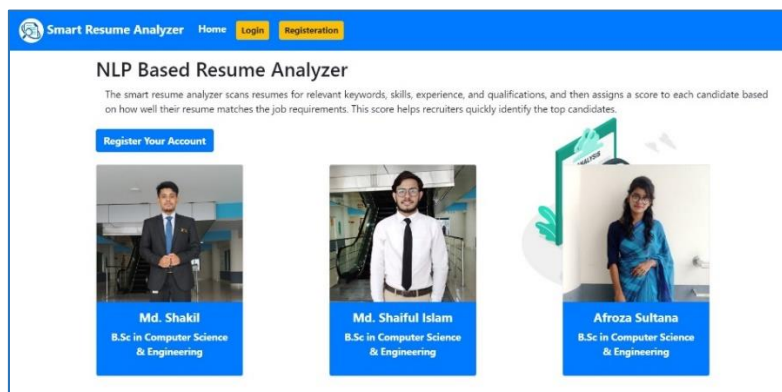 Smart Resume Analyzer Home Login Registeration
NLP Based Resume Analyzer
The smart resume analyzer scans resumes for relevant keywords, skills, experience, and qualifications, and then assigns a score to each candidate based
on how well their resume matches the job requirements. This score helps recruiters quickly identify the top candidates.
Register Your Account
ANALYSIS
Md. Shakil
B.Sc in Computer Science
& Engineering
Md. Shaiful Islam
B.Sc in Computer Science
& Engineering
Afroza Sultana
B.Sc in Computer Science
& Engineering